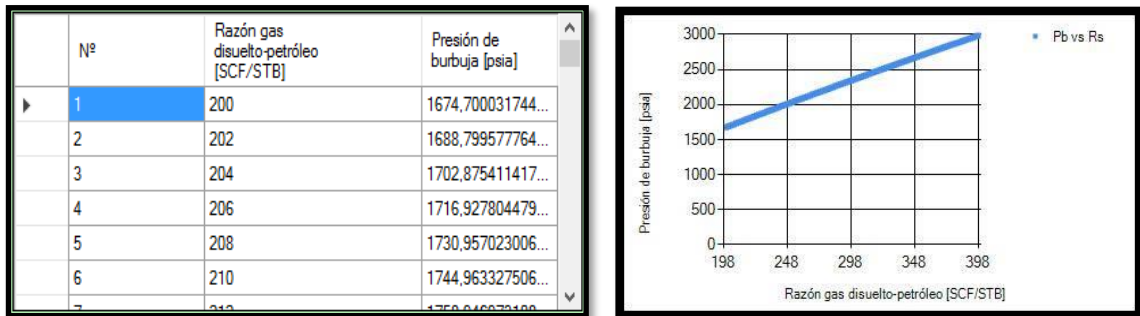 Nº Razón gas disuelto-petróleo [SCF/STB] Presión de burbuja [psia]
1 200 1674,700031744...
2 202 1688,799577764...
3 204 1702,875411417...
4 206 1716,927804479...
5 208 1730,957023006...
6 210 1744,963327506...
Pb vs Rs
Presión de burbuja [psia]
3000
2500
2000
1500
1000
500
0
198 248 298 348 398
Razón gas disuelto-petróleo [SCF/STB]